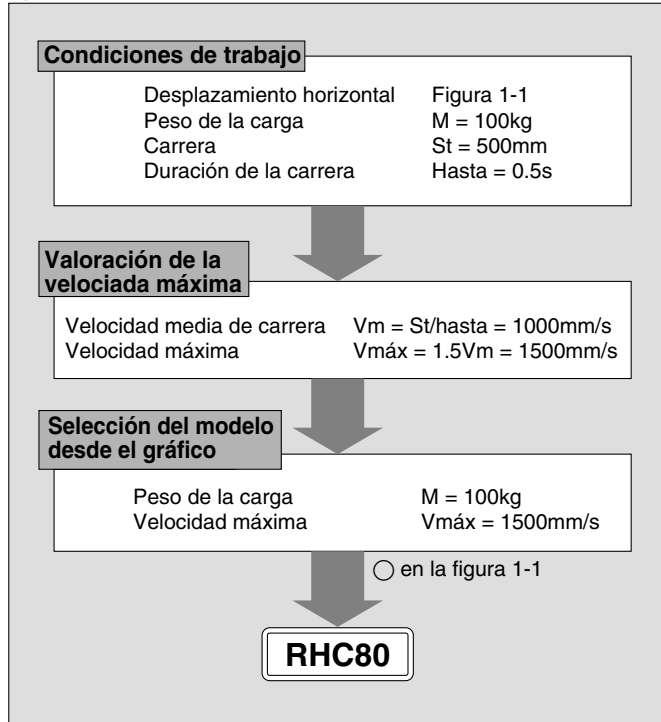 Condiciones de trabajo
Desplazamiento horizontal Figura 1-1
Peso de la carga M = 100kg
Carrera St = 500mm
Duración de la carrera Hasta = 0.5s
Valoración de la
velociada máxima
Velocidad media de carrera Vm = St/hasta = 1000mm/s
Velocidad máxima Vmáx = 1.5Vm = 1500mm/s
Selección del modelo
desde el gráfico
Peso de la carga M = 100kg
Velocidad máxima Vmáx = 1500mm/s
◯ en la figura 1-1
RHC80